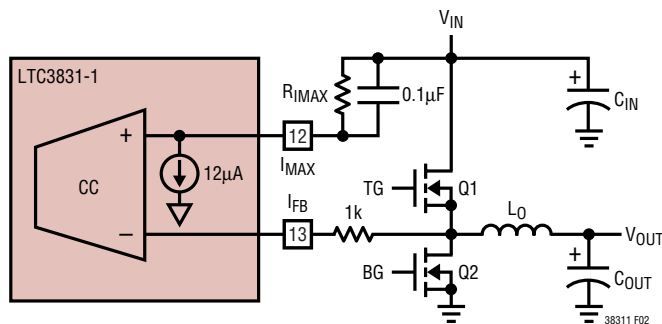 V_IN
LTC3831-1
R_IMAX
0.1µF
+
C_IN
+
12
I_MAX
12µA
CC
TG
Q1
I_FB
1k
L_O
−
13
V_OUT
BG
Q2
+
C_OUT
38311 F02